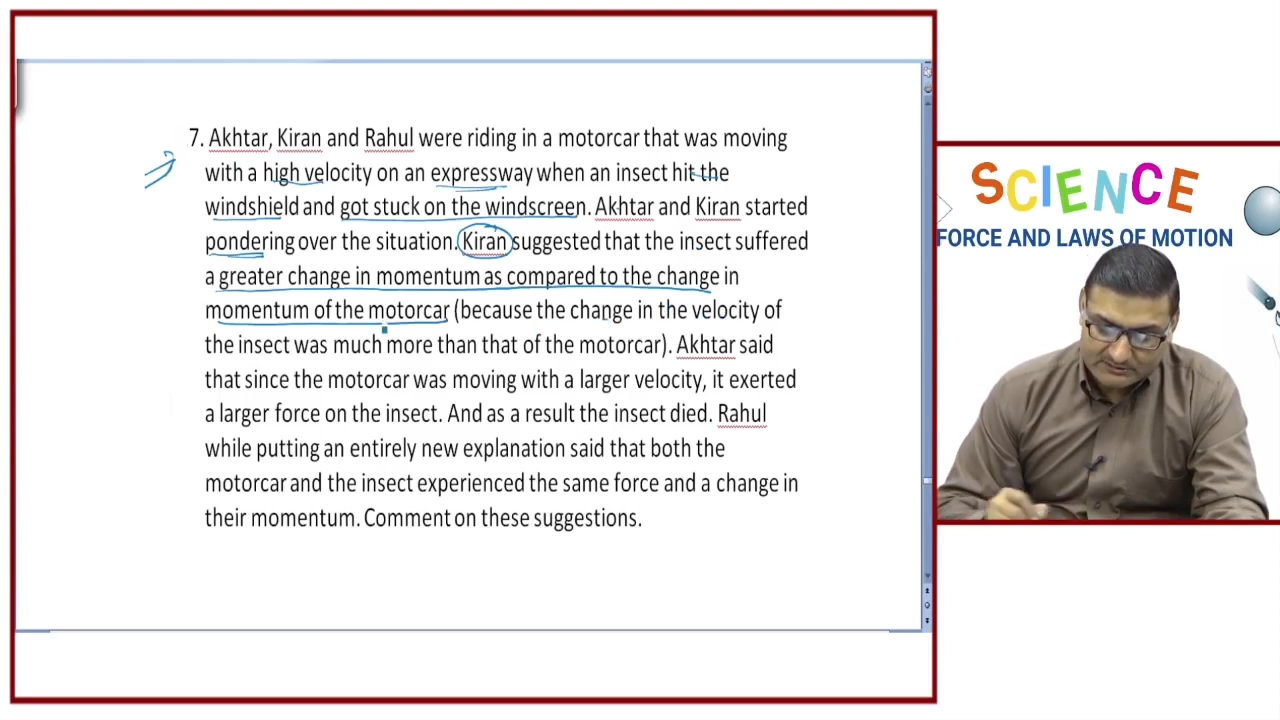 7. Akhtar, Kiran and Rahul were riding in a motorcar that was moving
with a high velocity on an expressway when an insect hit the
windshield and got stuck on the windscreen. Akhtar and Kiran started
pondering over the situation. Kiran suggested that the insect suffered
a greater change in momentum as compared to the change in
momentum of the motorcar (because the change in the velocity of
the insect was much more than that of the motorcar). Akhtar said
that since the motorcar was moving with a larger velocity, it exerted
a larger force on the insect. And as a result the insect died. Rahul
while putting an entirely new explanation said that both the
motorcar and the insect experienced the same force and a change in
their momentum. Comment on these suggestions.
SCIENCE
FORCE AND LAWS OF MOTION